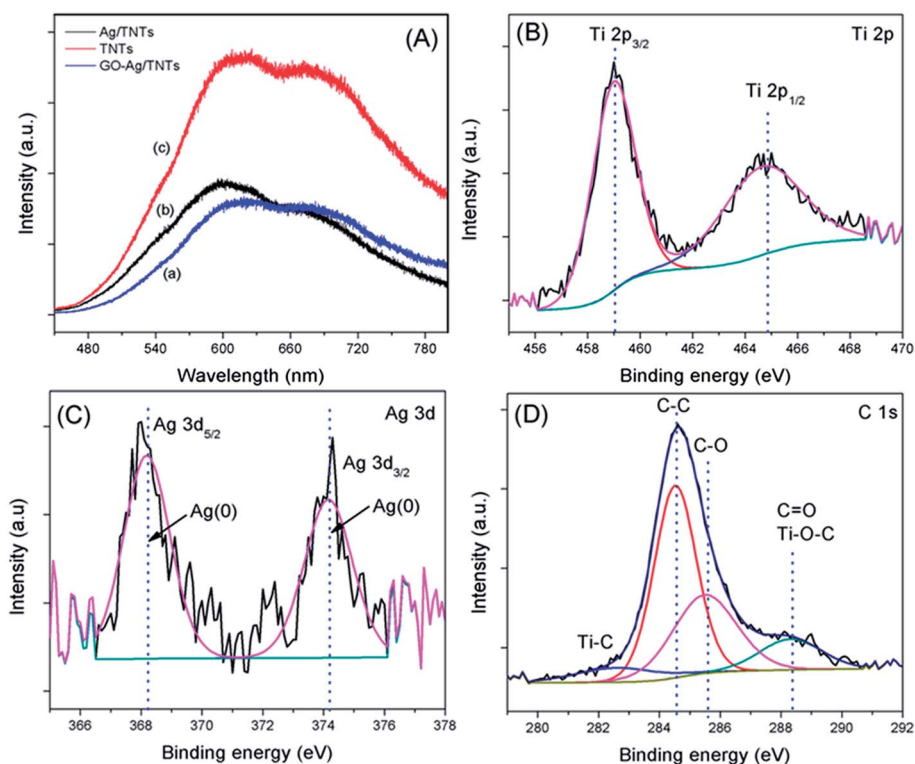 (A)
Ag/TNTs
TNTs
GO-Ag/TNTs
(c)
(b)
(a)
Intensity (a.u.)
480 540 600 660 720 780
Wavelength (nm)
(B)
Ti 2p
Ti 2p3/2
Ti 2p1/2
Intensity (a.u.)
456 458 460 462 464 465 468 470
Binding energy (eV)
(C)
Ag 3d
Ag 3d5/2
Ag 3d3/2
Ag(0)
Ag(0)
Intensity (a.u)
366 368 370 372 374 376 378
Binding energy (eV)
(D)
C 1s
C-C
C-O
C=O
Ti-O-C
Ti-C
Intensity (a.u.)
280 282 284 286 288 290 292
Binding energy (eV)